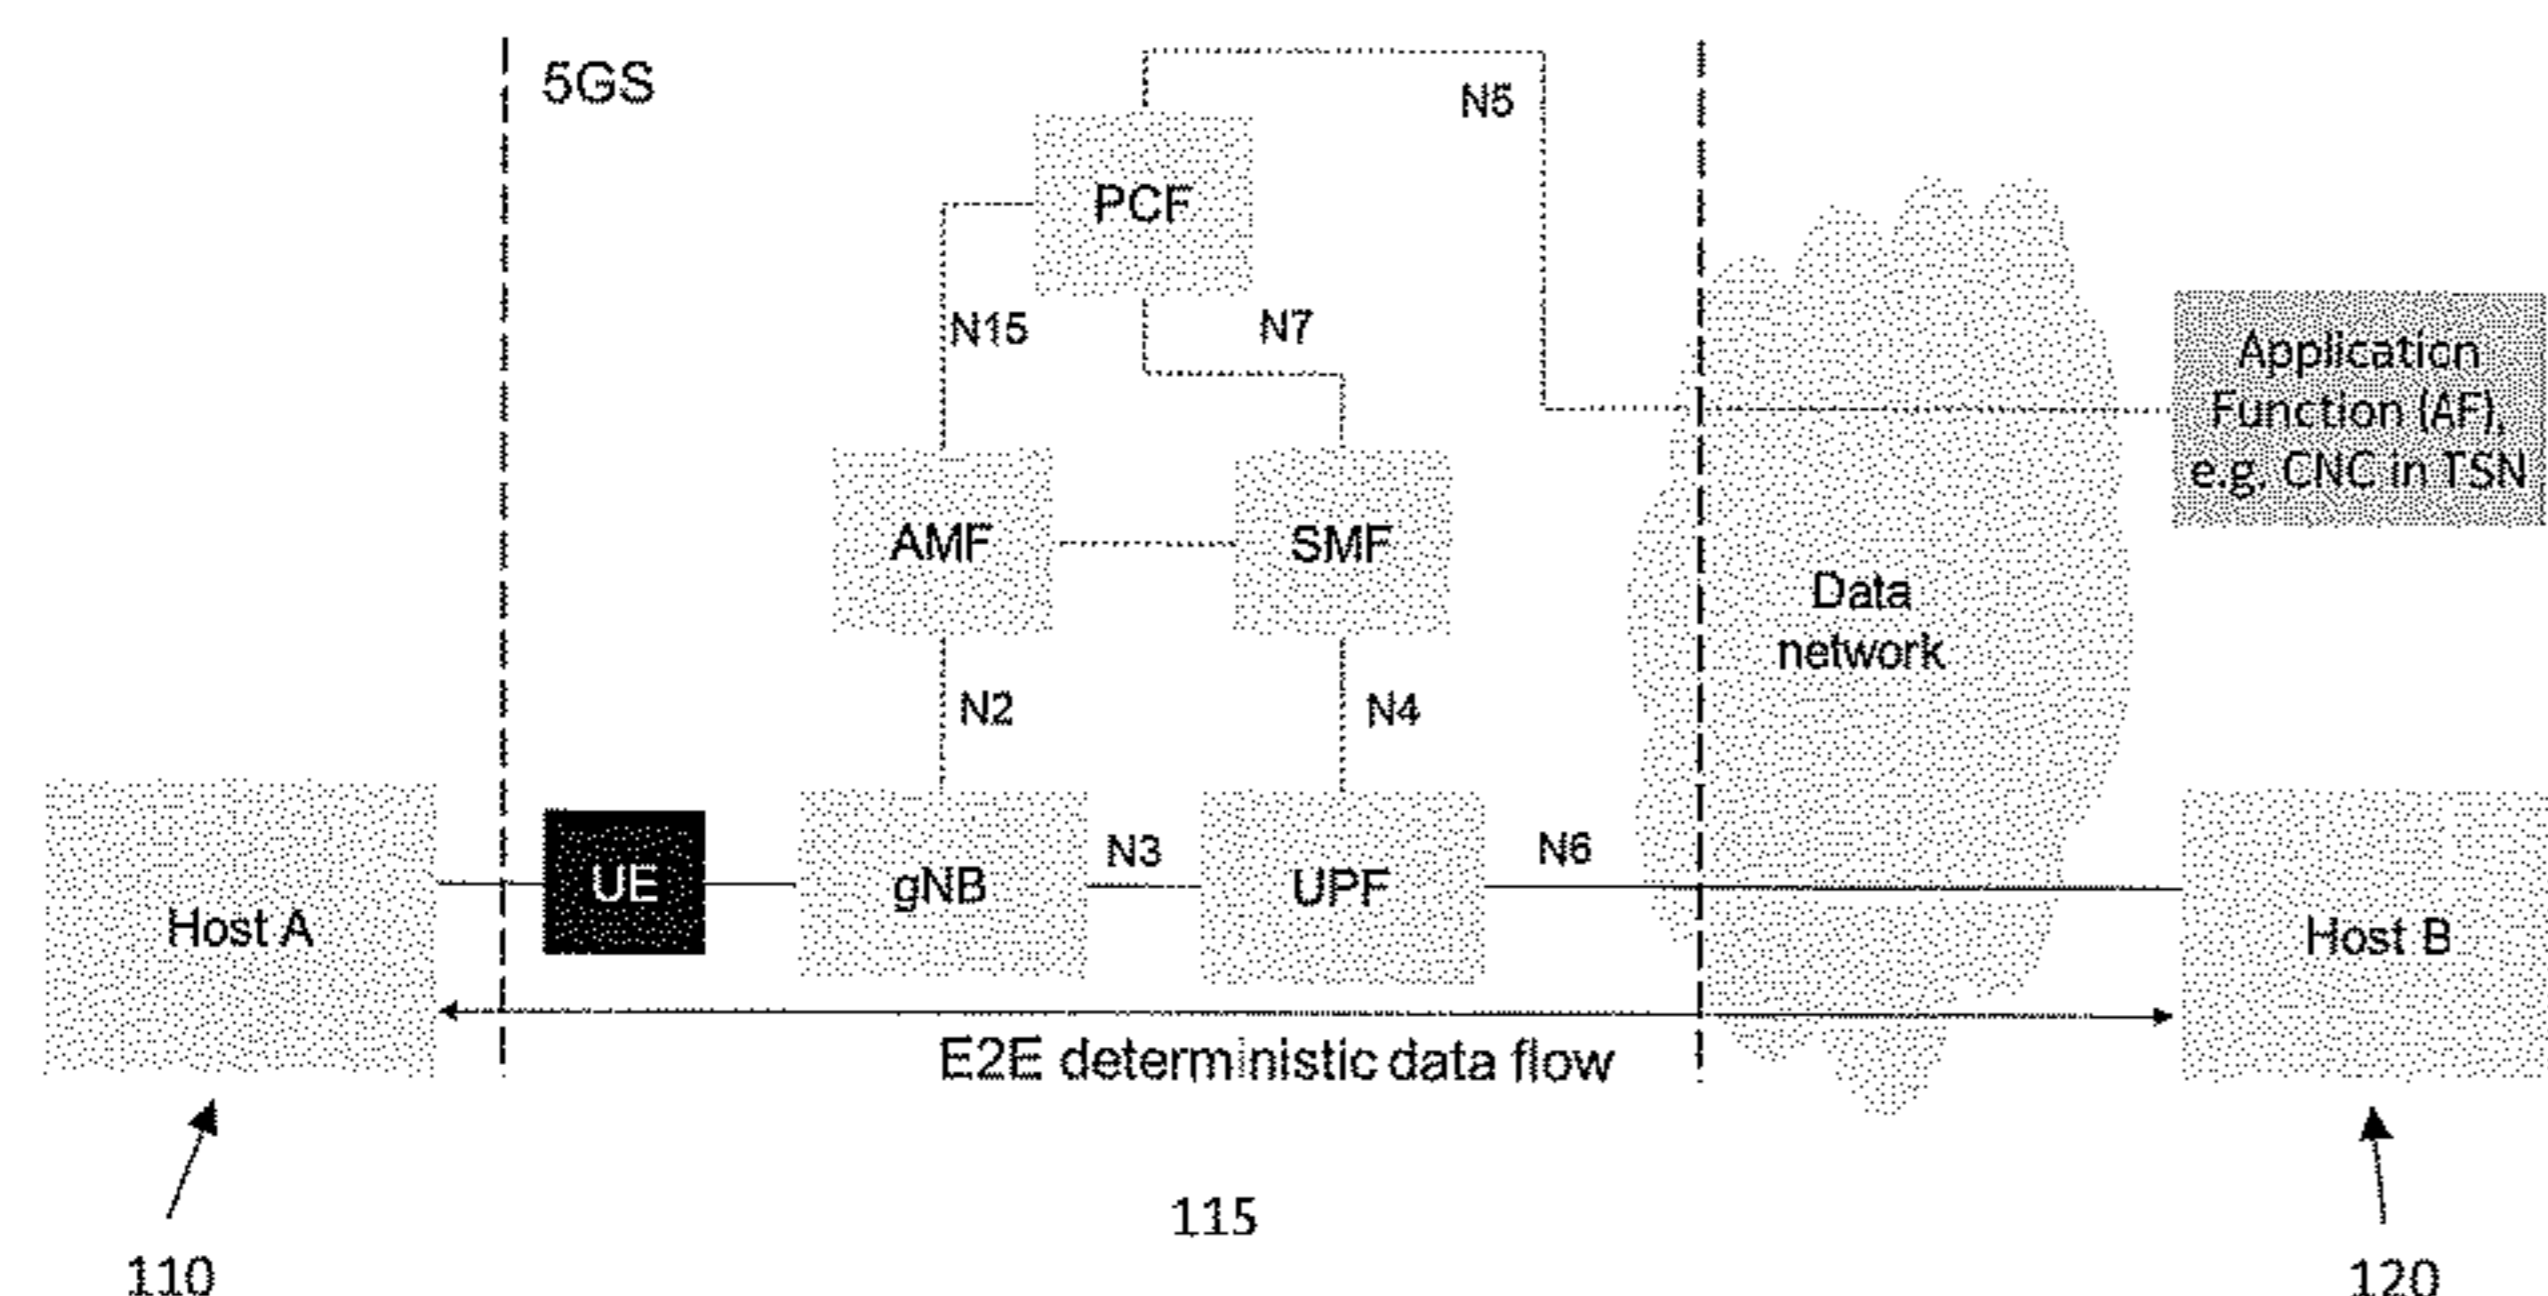 5GS
N5
PCF
N15
N7
Application
Function (AF),
e.g. CNC in TSN
AMF
SMF
Data
network
N2
N4
Host A
UE
gNB
N3
UPF
N6
Host B
E2E deterministic data flow
115
110
120